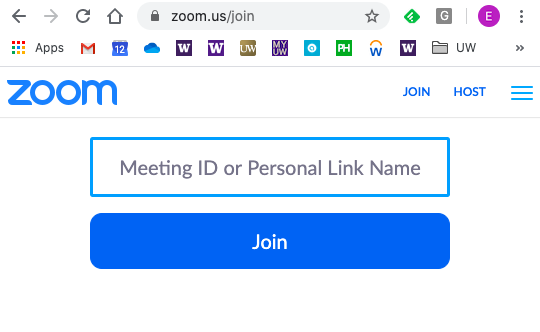 zoom.us/join
G
E
Apps
12
W
W
UW
MY
UW
PH
W
W
UW
»
zoom
JOIN
HOST
Meeting ID or Personal Link Name
Join